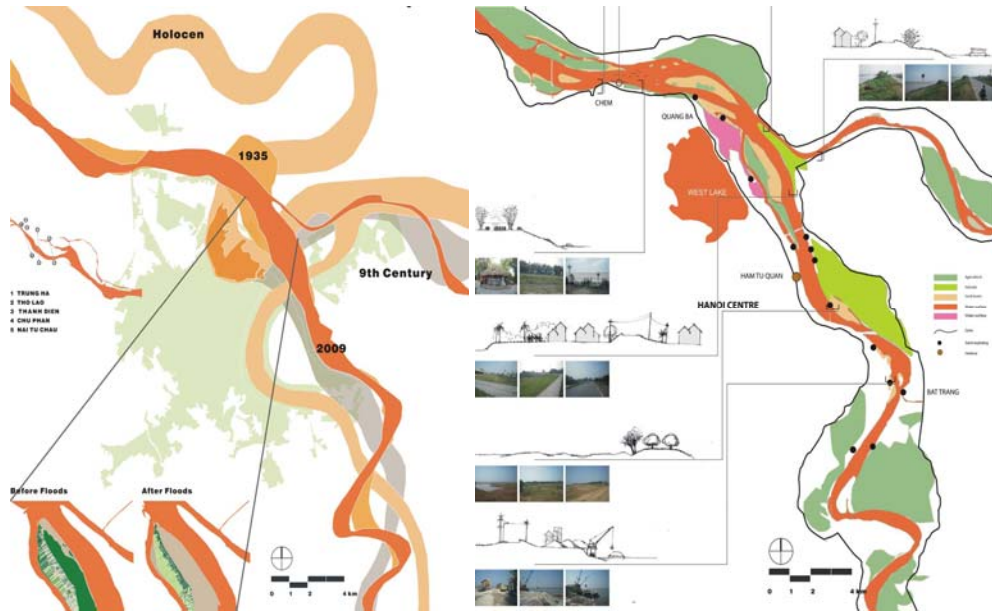 Holocen
1935
9th Century
1 TRUNG HA
2 THO LAO
3 THANH DIEN
4 CHU PHAN
5 HAI TU CHAU
2009
Before Floods
After Floods
0 1 2 4 km
CHEM
QUANG BA
WEST LAKE
HAM TU QUAN
HANOI CENTRE
BAT TRANG
0 1 2 4 km